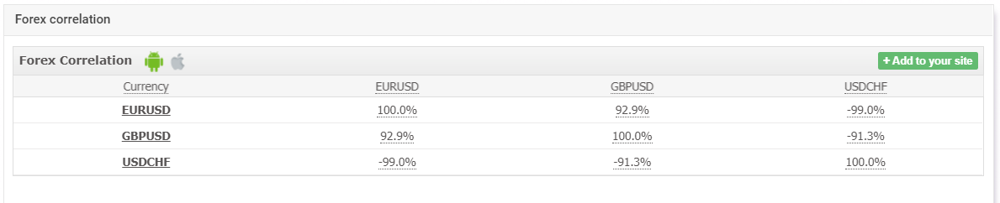 Forex correlation
Forex Correlation + Add to your site
Currency EURUSD GBPUSD USDCHF
EURUSD 100.0% 92.9% -99.0%
GBPUSD 92.9% 100.0% -91.3%
USDCHF -99.0% -91.3% 100.0%